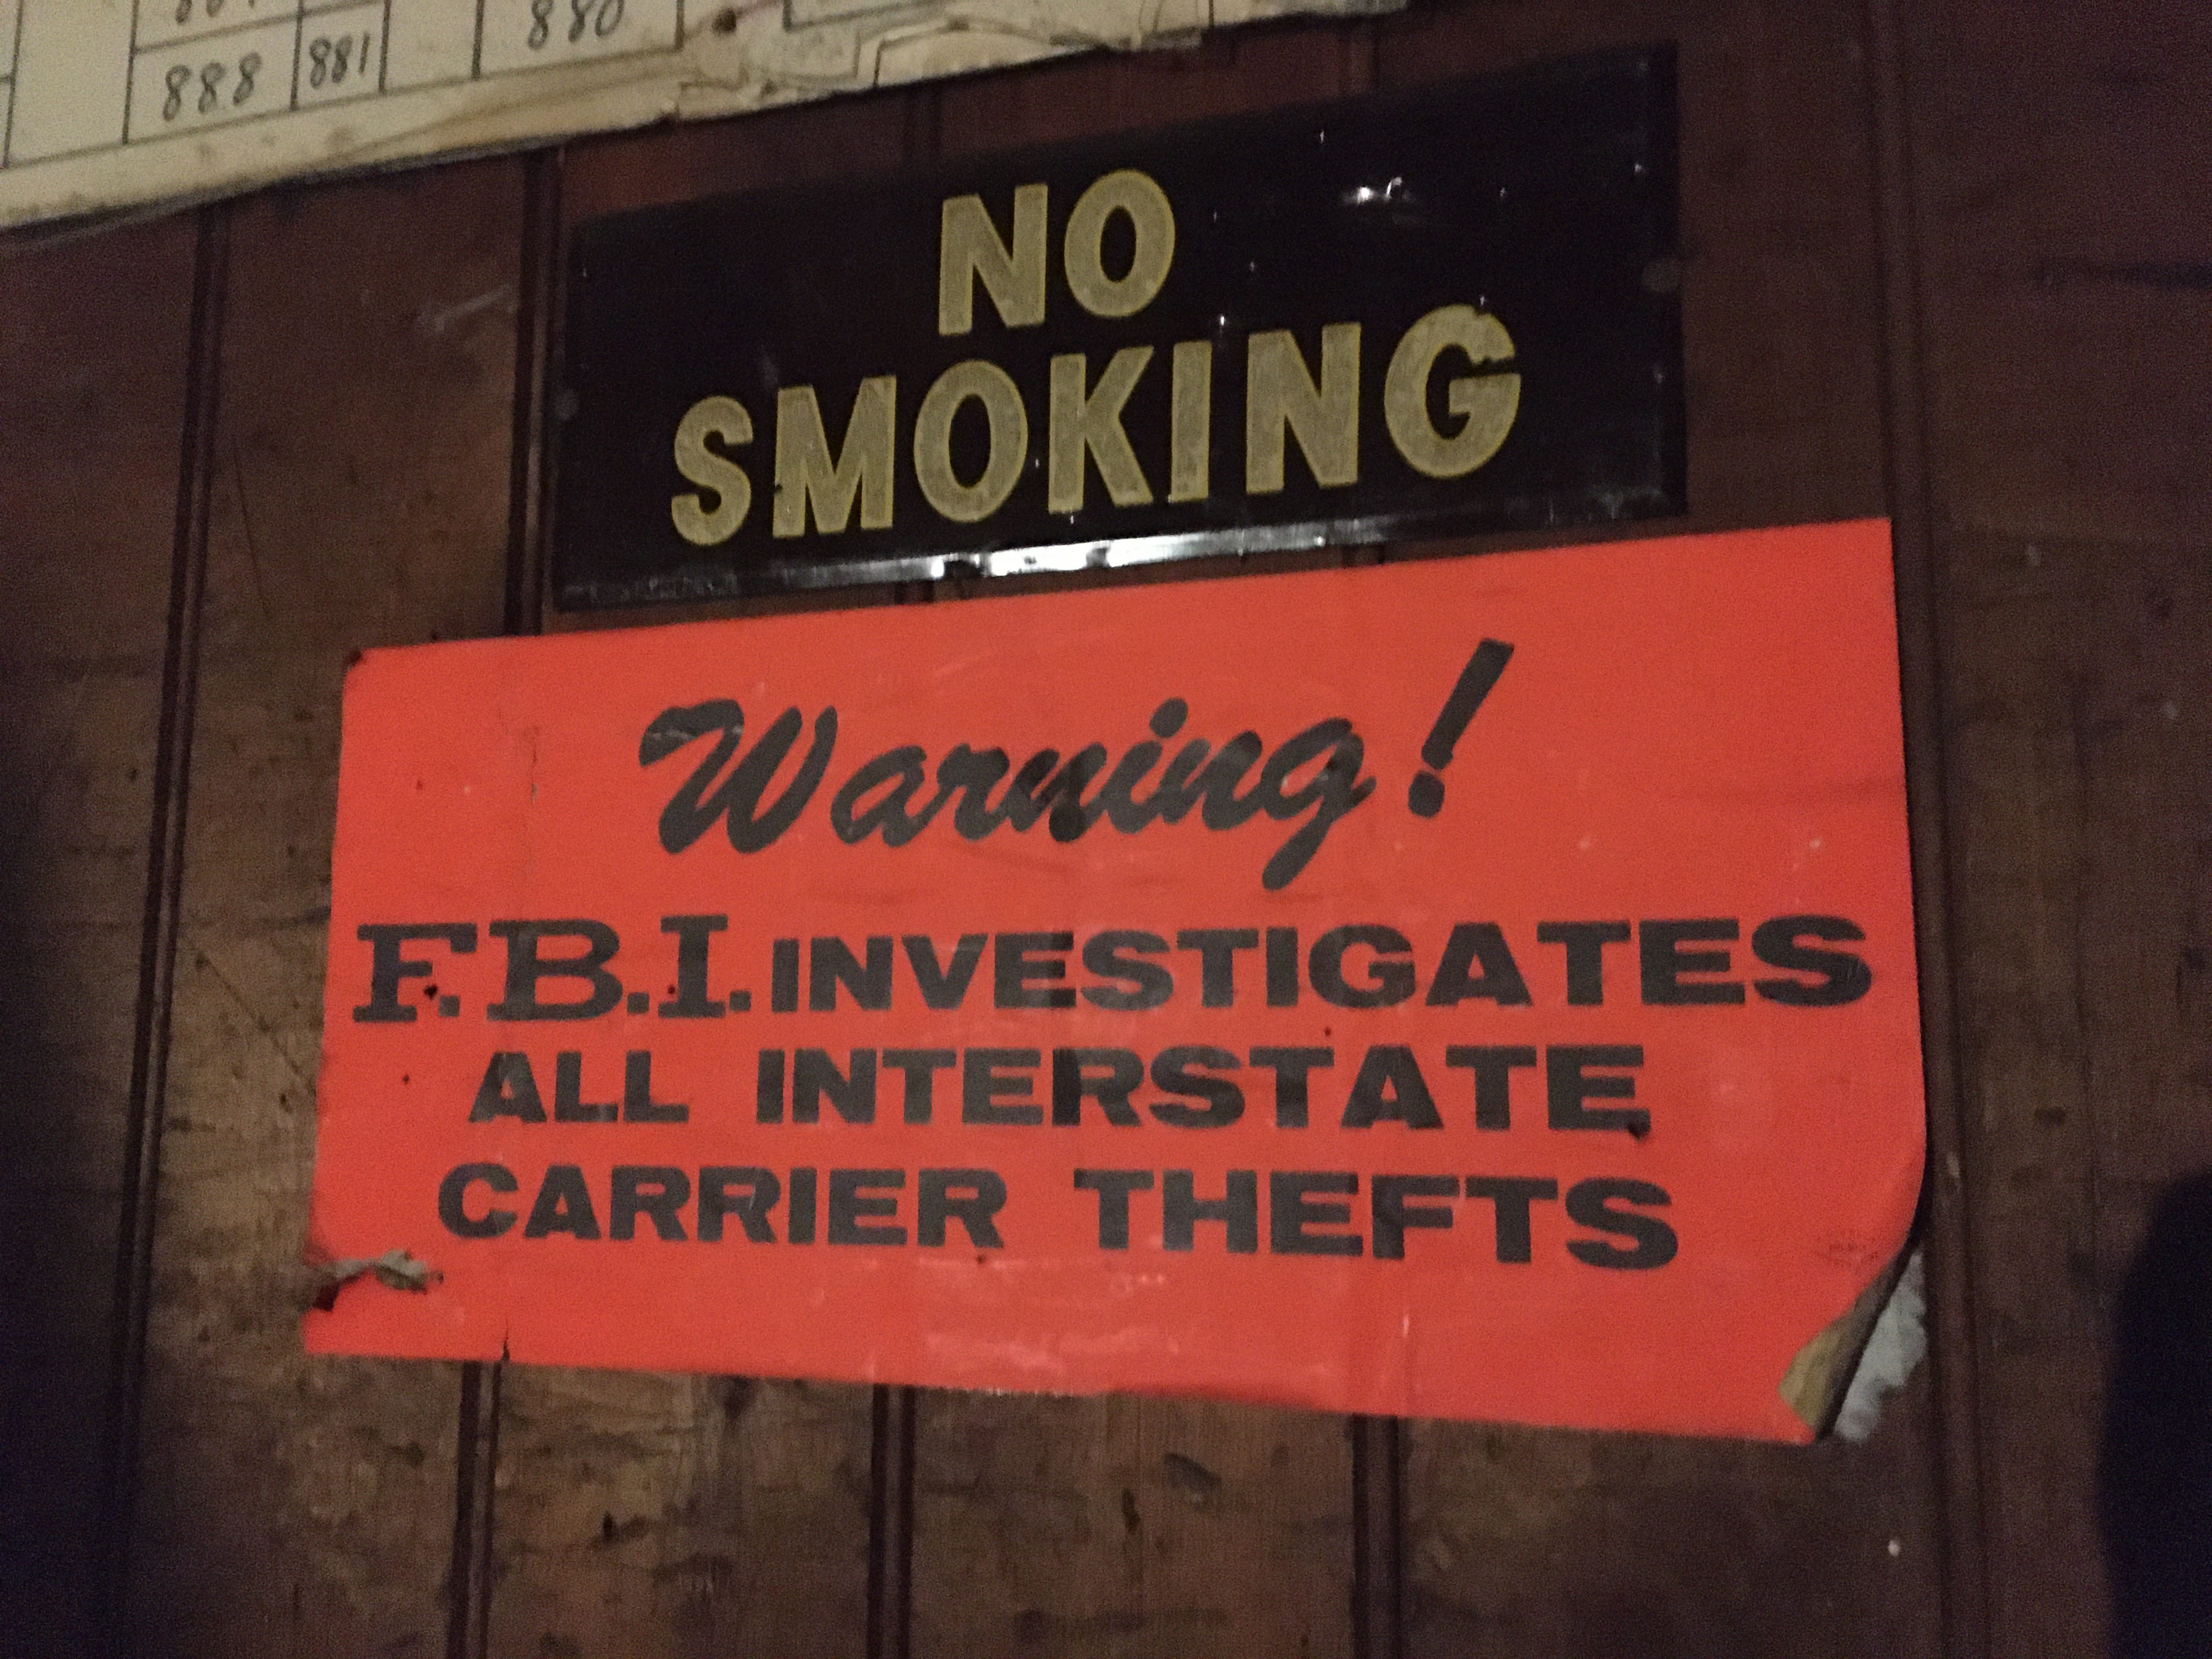 880
888 881
NO
SMOKING
Warning!
F.B.I. INVESTIGATES
ALL INTERSTATE
CARRIER THEFTS